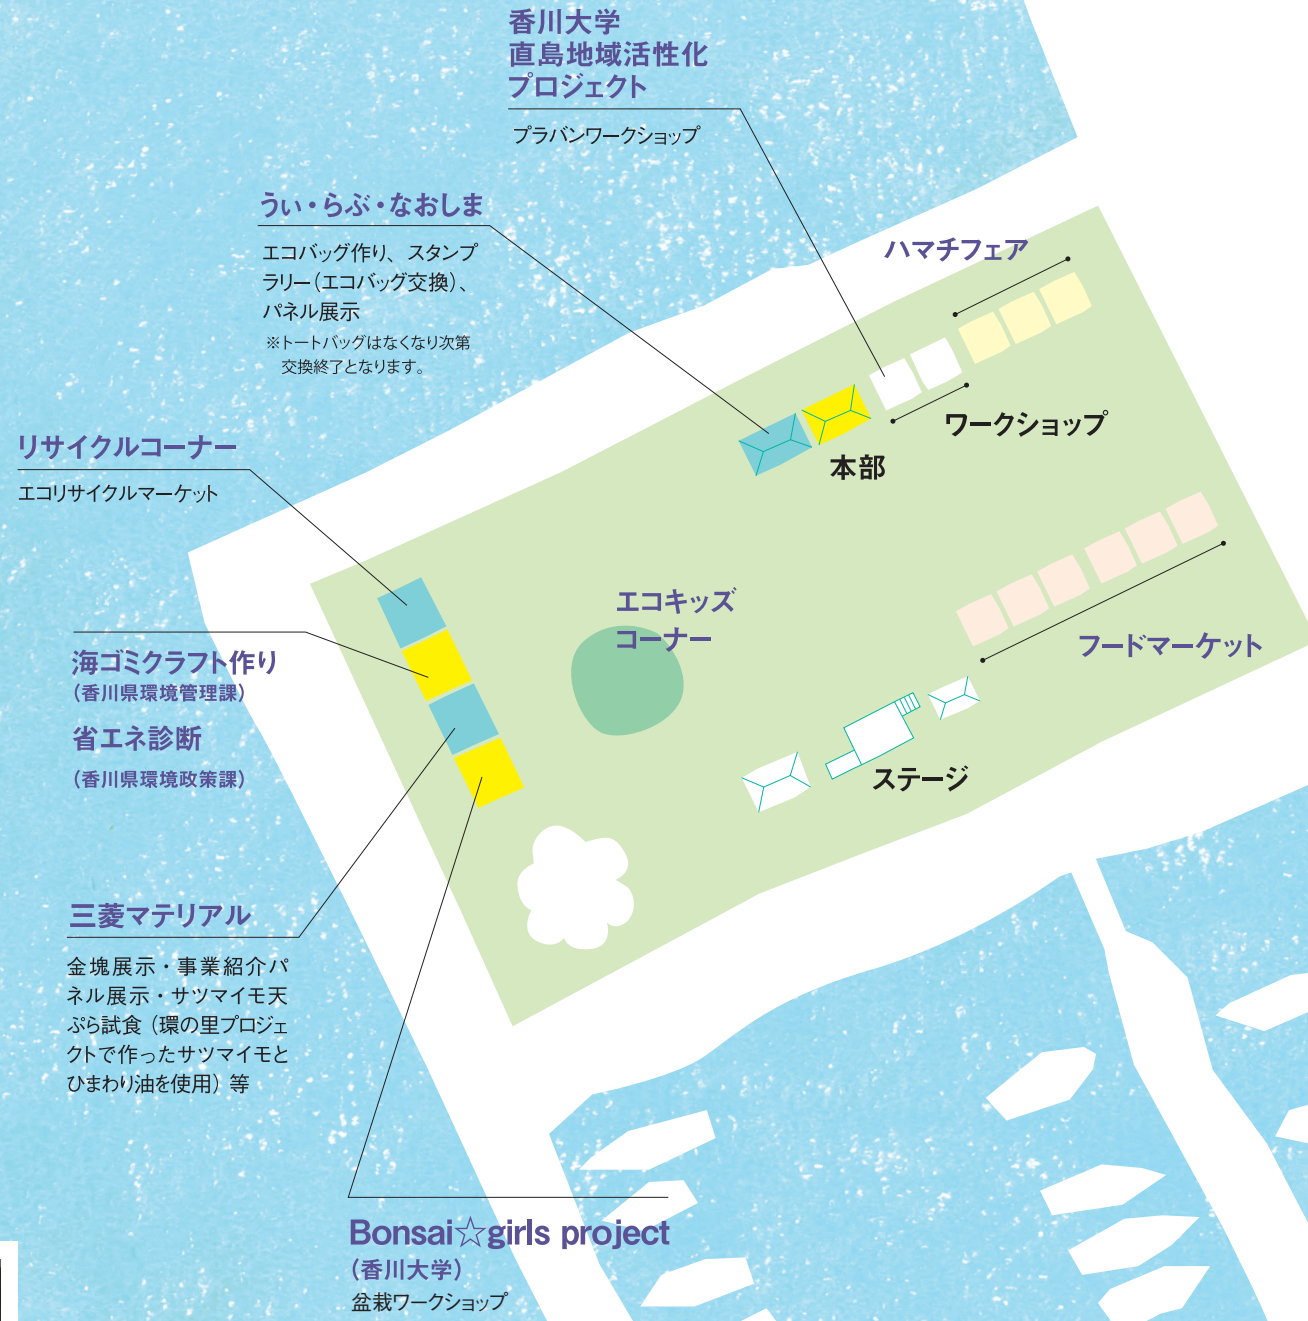 香川大学
直島地域活性化
プロジェクト
プラバンワークショップ
うぃ・らぶ・なおしま
エコバッグ作り、スタンプ
ラリー（エコバッグ交換）、
パネル展示
※トートバッグはなくなり次第
交換終了となります。
ハマチフェア
ワークショップ
本部
リサイクルコーナー
エコリサイクルマーケット
エコキッズ
コーナー
フードマーケット
海ゴミクラフト作り
（香川県環境管理課）
省エネ診断
（香川県環境政策課）
ステージ
三菱マテリアル
金塊展示・事業紹介パ
ネル展示・サツマイモ天
ぷら試食（環の里プロジェ
クトで作ったサツマイモと
ひまわり油を使用）等
Bonsai☆girls project
（香川大学）
盆栽ワークショップ